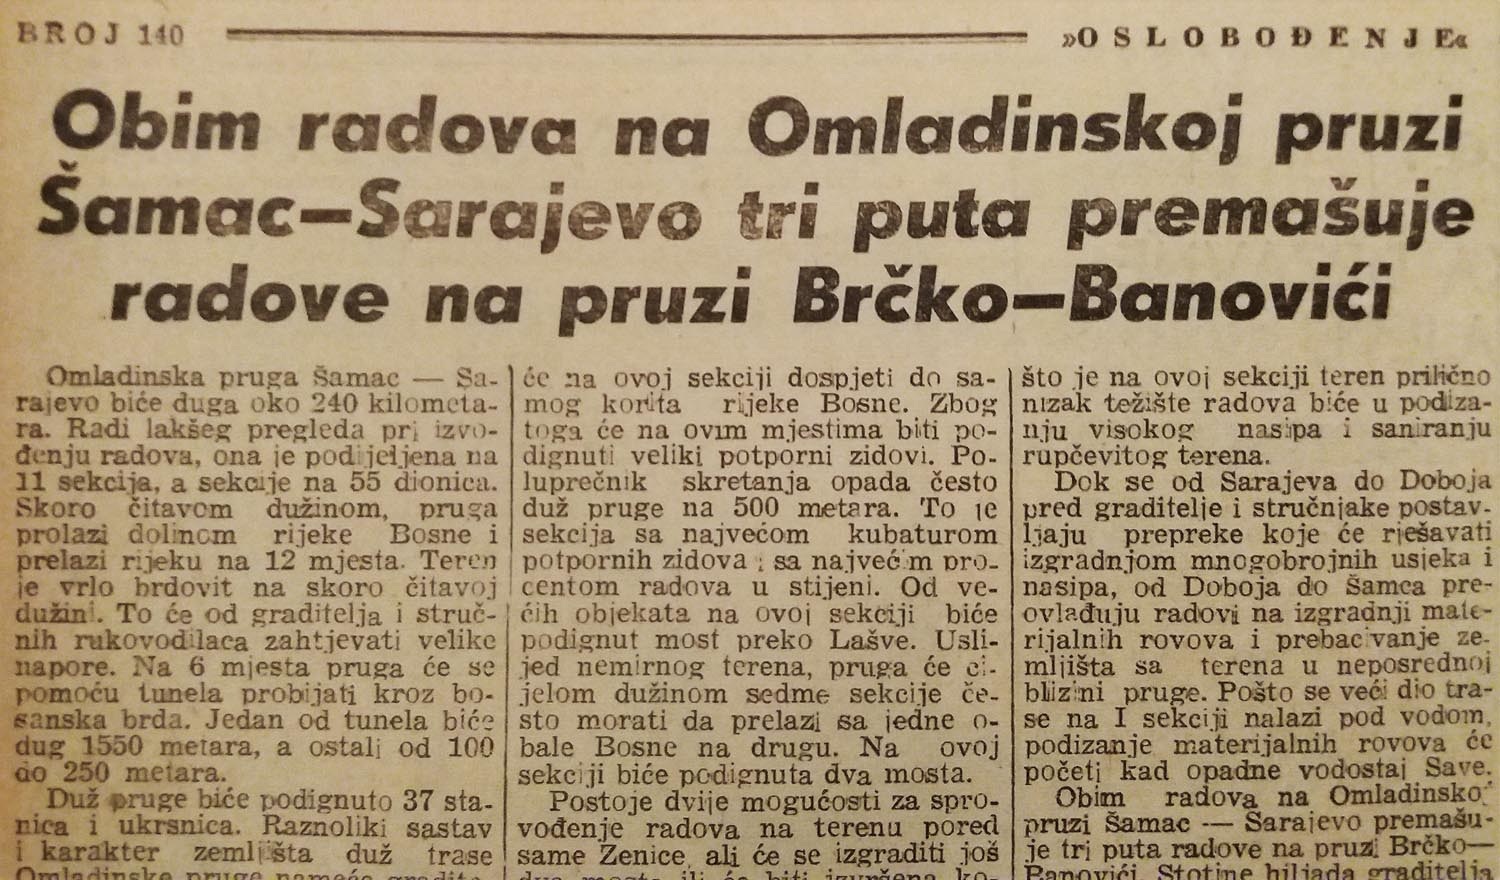 BROJ 140
»OSLOBOĐENJE«
Obim radova na Omladinskoj pruzi
Šamac—Sarajevo tri puta premašuje
radove na pruzi Brčko—Banovići
Omladinska pruga Šamac — Sa-
rajevo biće duga oko 240 kilometa-
ra. Radi lakšeg pregleda pri izvo-
đenju radova, ona je podijeljena na
11 sekcija, a sekcije na 55 dionica.
Skoro čitavom dužinom, pruga
prolazi dolinom rijeke Bosne i
prelazi rijeku na 12 mjesta. Teren
je vrlo brdovit na skoro čitavoj
dužini. To će od graditelja i struč-
nih rukovodilaca zahtjevati velike
napore. Na 6 mjesta pruga će se
pomoću tunela probijati kroz bo-
sanska brda. Jedan od tunela biće
dug 1550 metara, a ostali od 100
do 250 metara.
Duž pruge biće podignuto 37 sta-
nica i ukrsnica. Raznoliki sastav
i karakter zemljišta duž trase
Omladinske pruge nameće gradite-
će na ovoj sekciji dospjeti do sa-
mog korita rijeke Bosne. Zbog
toga će na ovim mjestima biti po-
dignuti veliki potporni zidovi. Po-
luprečnik skretanja opada često
duž pruge na 500 metara. To je
sekcija sa najvećom kubaturom
potpornih zidova i sa najvećim pro-
centom radova u stijeni. Od ve-
ćih objekata na ovoj sekciji biće
podignut most preko Lašve. Usli-
jed nemirnog terena, pruga će ci-
jelom dužinom sedme sekcije če-
sto morati da prelazi sa jedne o-
bale Bosne na drugu. Na ovoj
sekciji biće podignuta dva mosta.
Postoje dvije mogućosti za spro-
vođenje radova na terenu pored
same Zenice, ali će se izgraditi još
dva mosta ili će biti izvršena ko-
što je na ovoj sekciji teren prilično
nizak težište radova biće u podiza-
nju visokog nasipa i saniranju
rupčevitog terena.
Dok se od Sarajeva do Doboja
pred graditelje i stručnjake postav-
ljaju prepreke koje će rješavati
izgradnjom mnogobrojnih usjeka i
nasipa, od Doboja do Šamca pre-
ovlađuju radovi na izgradnji mate-
rijalnih rovova i prebacivanje ze-
mljišta sa terena u neposrednoj
blizini pruge. Pošto se veći dio tra-
se na I sekciji nalazi pod vodom,
podizanje materijalnih rovova će
početi kad opadne vodostaj Save.
Obim radova na Omladinskoj
pruzi Šamac — Sarajevo premašu-
je tri puta radove na pruzi Brčko—
Banovići. Stotine hiljada graditelja